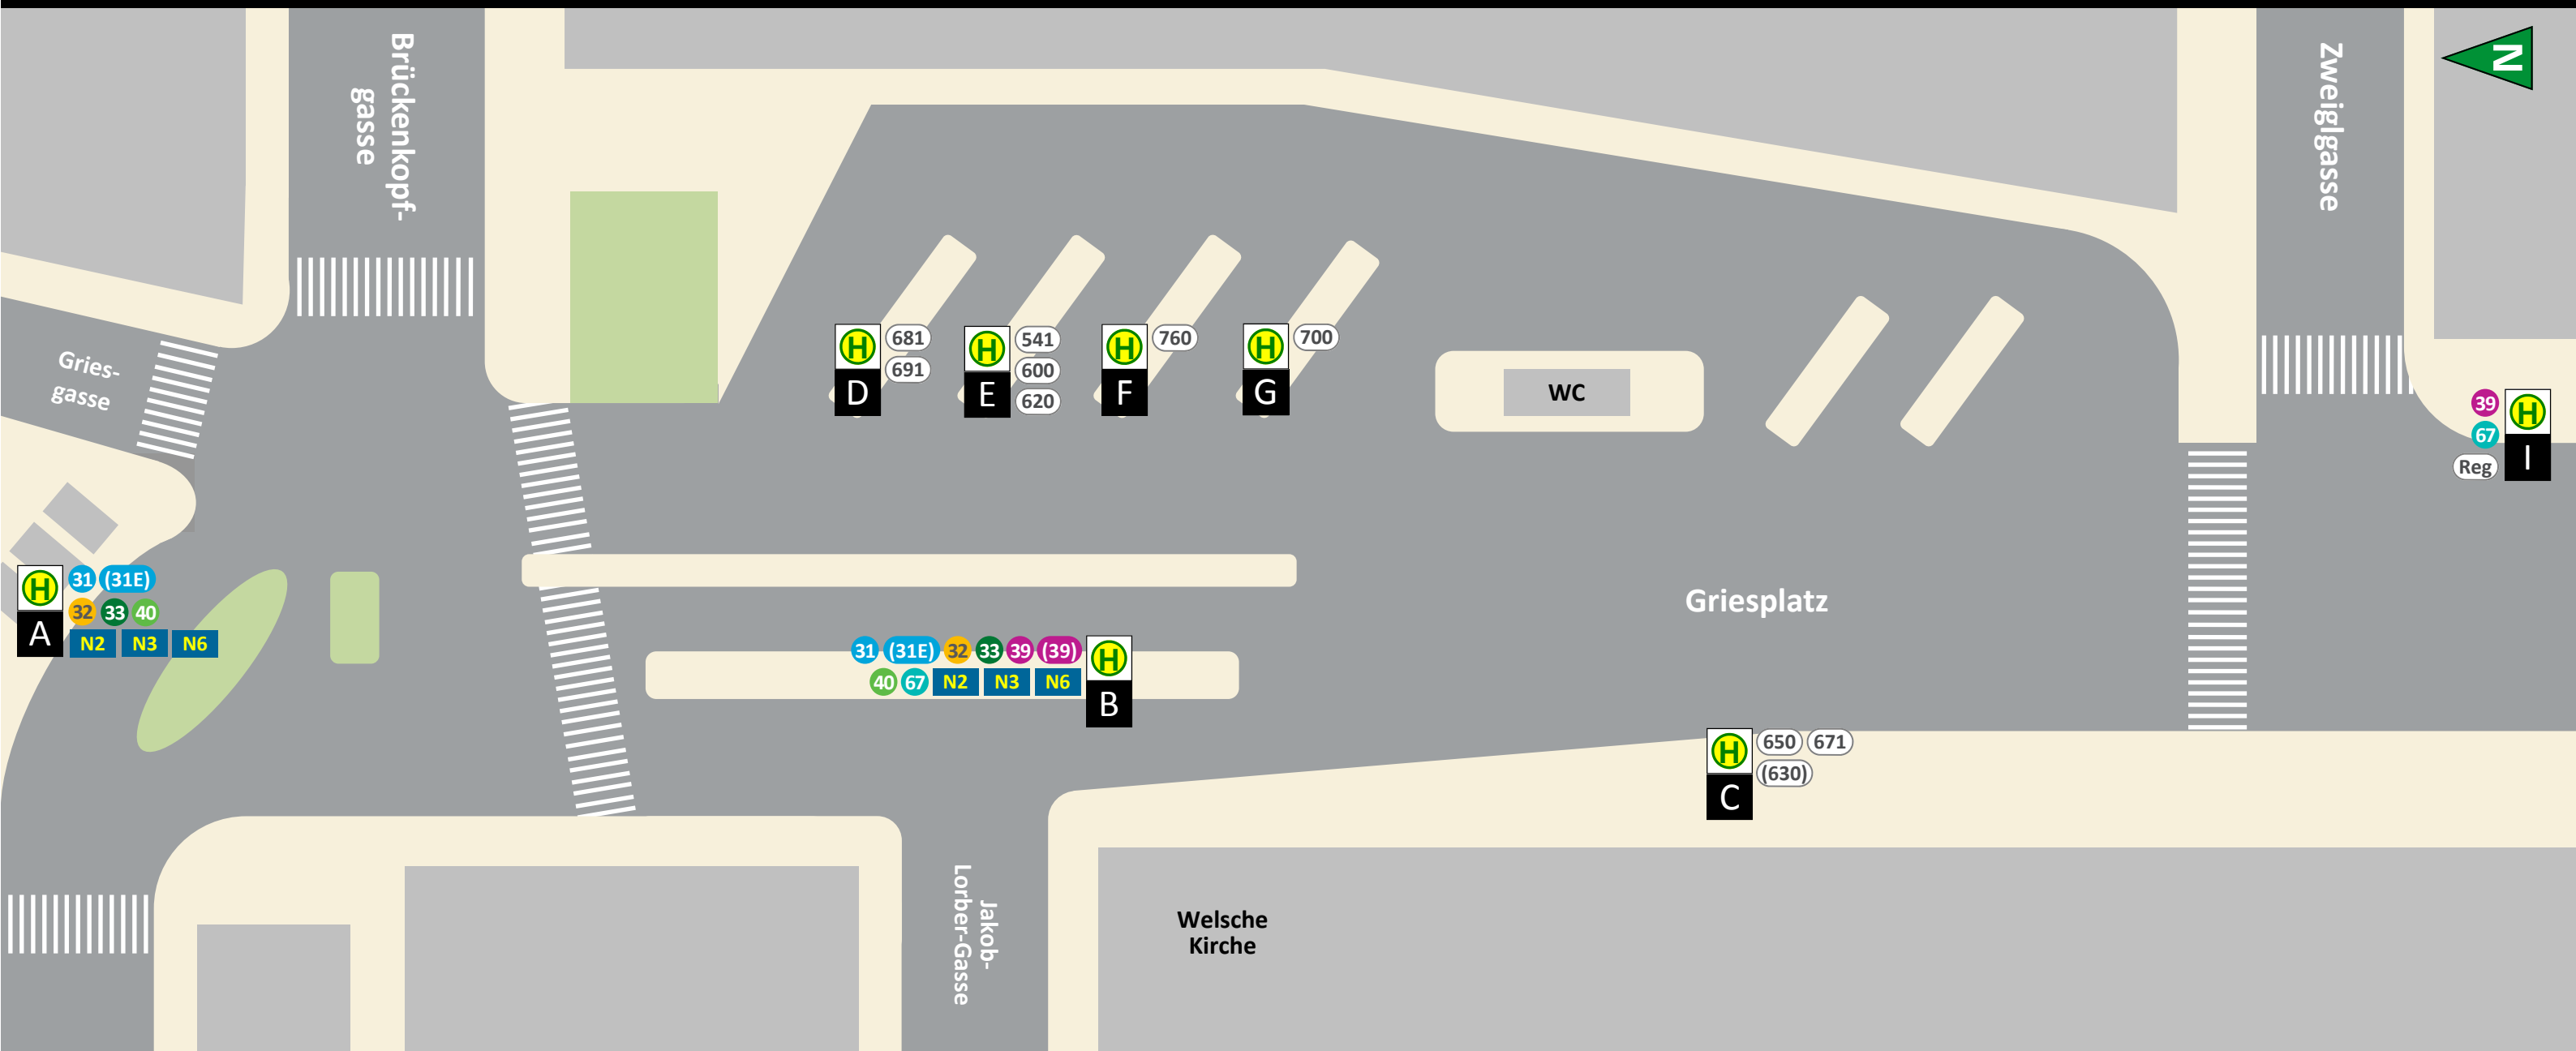 Brückenkopf-
gasse
Zweiglgasse
N
Gries-
gasse
H
D
681
691
H
E
541
600
620
H
F
760
H
G
700
WC
39
67
Reg
H
I
H
A
31 (31E)
32 33 40
N2 N3 N6
Griesplatz
31 (31E) 32 33 39 (39)
40 67 N2 N3 N6
H
B
H
C
650 671
(630)
Jakob-
Lorber-Gasse
Welsche
Kirche